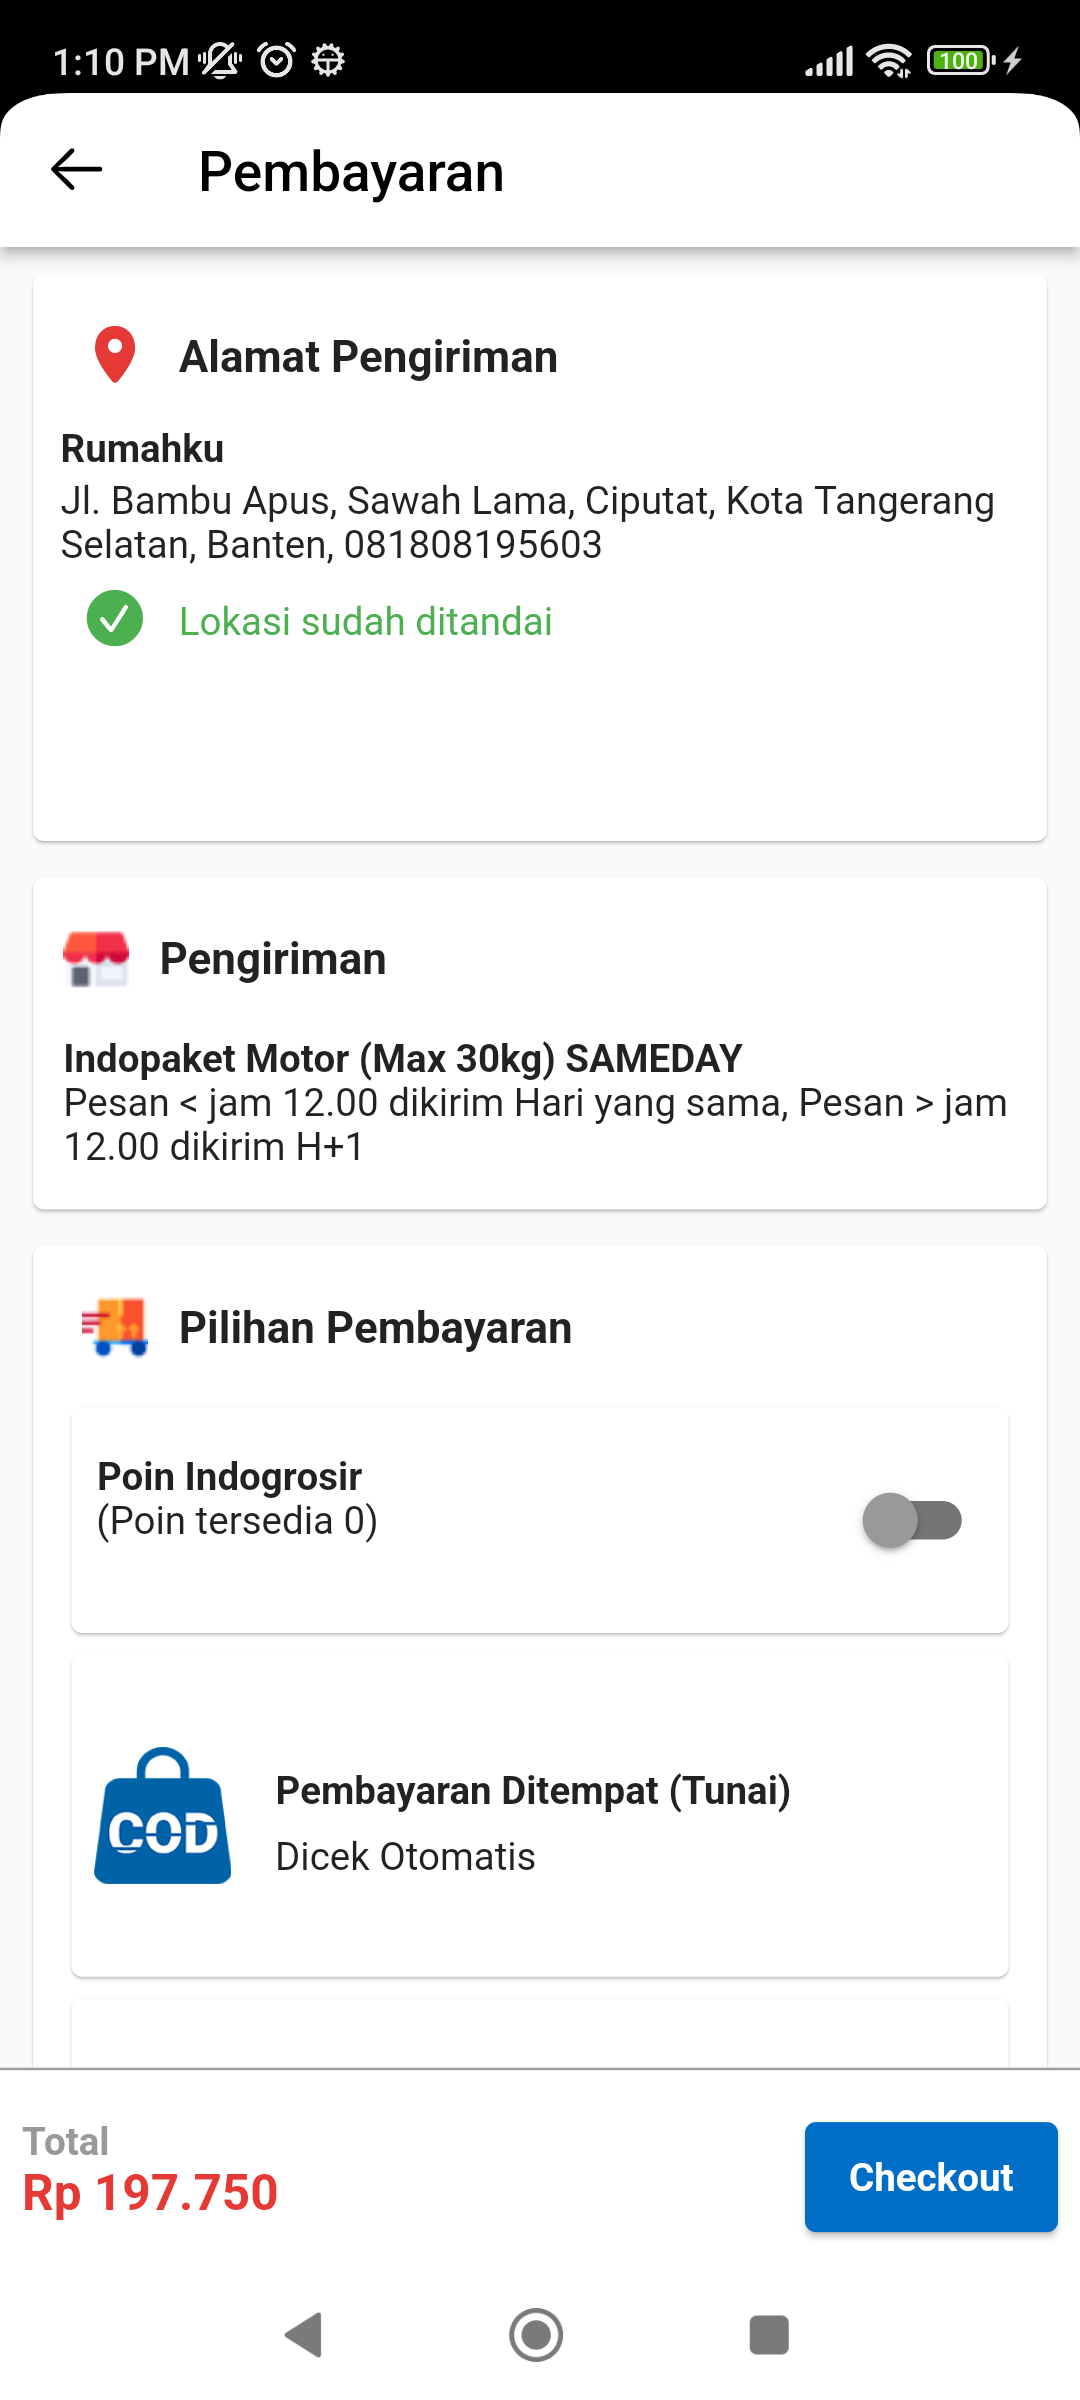 1:10 PM
100
Pembayaran
Alamat Pengiriman
Rumahku
Jl. Bambu Apus, Sawah Lama, Ciputat, Kota Tangerang
Selatan, Banten, 081808195603
Lokasi sudah ditandai
Pengiriman
Indopaket Motor (Max 30kg) SAMEDAY
Pesan < jam 12.00 dikirim Hari yang sama, Pesan > jam
12.00 dikirim H+1
Pilihan Pembayaran
Poin Indogrosir
(Poin tersedia 0)
COD
Pembayaran Ditempat (Tunai)
Dicek Otomatis
Total
Rp 197.750
Checkout